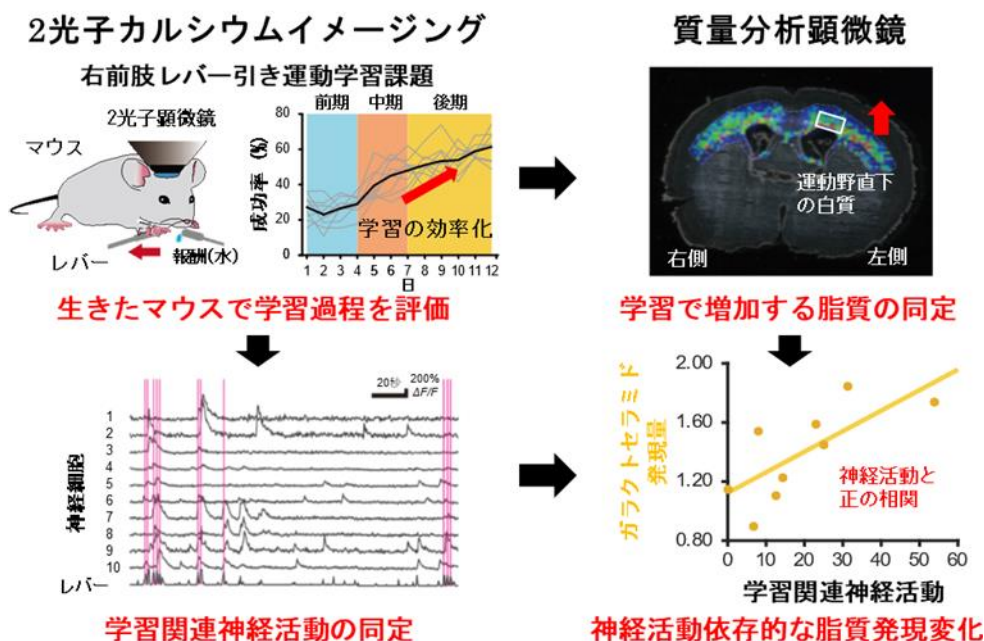 2光子カルシウムイメージング
右前肢レバー引き運動学習課題
2光子顕微鏡
マウス
レバー
報酬(水)
前期 中期 後期
成功率 (%)
80
60
40
20
0
学習の効率化
1 2 3 4 5 6 7 8 9 10 11 12
日
生きたマウスで学習過程を評価
質量分析顕微鏡
運動野直下
の白質
右側
左側
学習で増加する脂質の同定
20秒
200%
ΔF/F
神経細胞
1
2
3
4
5
6
7
8
9
10
レバー
学習関連神経活動の同定
ガラクトセラミド
発現量
2.00
1.60
1.20
0.80
神経活動と
正の相関
0 10 20 30 40 50 60
学習関連神経活動
神経活動依存的な脂質発現変化